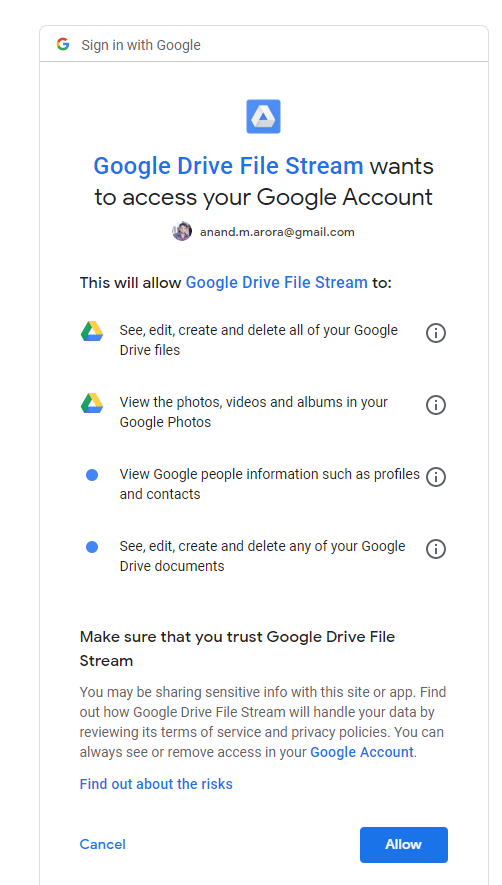 Sign in with Google
Google Drive File Stream wants
to access your Google Account
anand.m.arora@gmail.com
This will allow Google Drive File Stream to:
See, edit, create and delete all of your Google
Drive files
View the photos, videos and albums in your
Google Photos
View Google people information such as profiles
and contacts
See, edit, create and delete any of your Google
Drive documents
Make sure that you trust Google Drive File
Stream
You may be sharing sensitive info with this site or app. Find
out how Google Drive File Stream will handle your data by
reviewing its terms of service and privacy policies. You can
always see or remove access in your Google Account.
Find out about the risks
Cancel
Allow